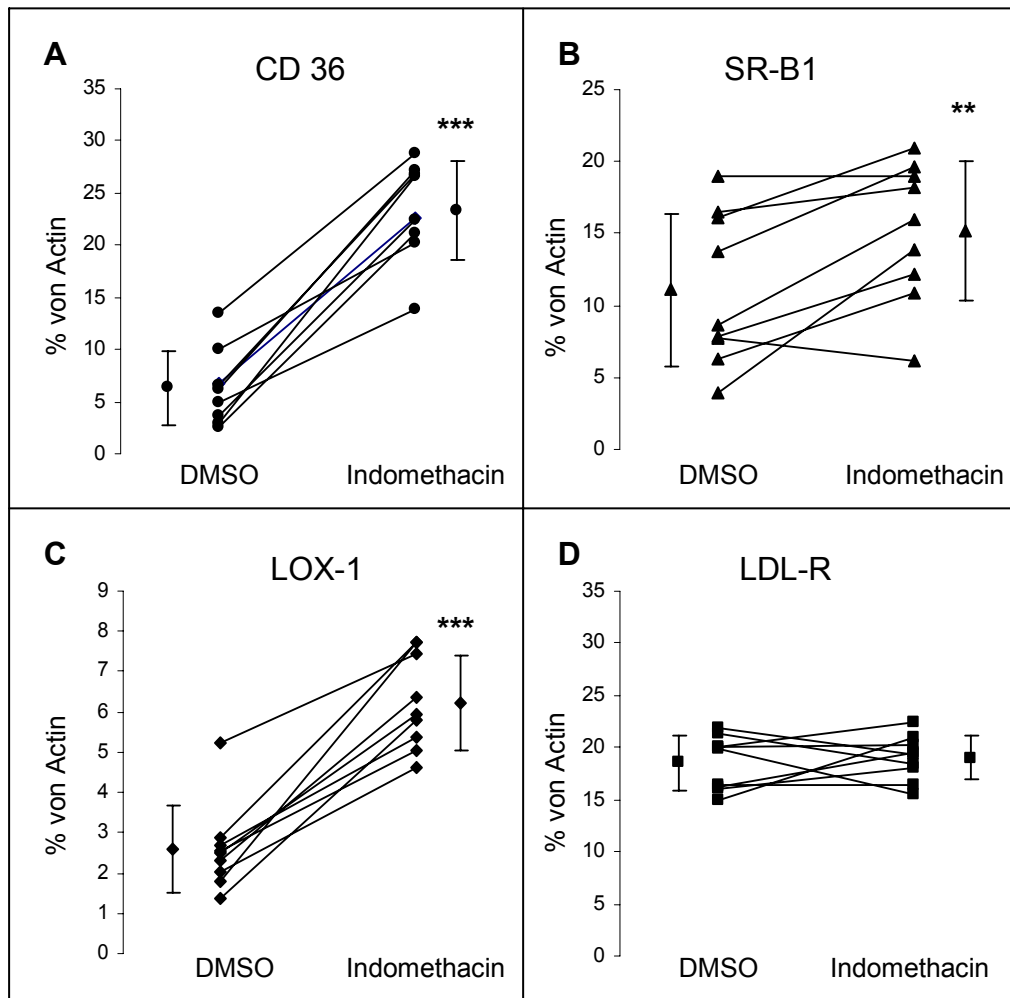 A
CD 36
35
30
25
20
15
10
5
0
% von Actin
***
DMSO
Indomethacin
B
SR-B1
25
20
15
10
5
0
% von Actin
**
DMSO
Indomethacin
C
LOX-1
9
8
7
6
5
4
3
2
1
0
% von Actin
***
DMSO
Indomethacin
D
LDL-R
35
30
25
20
15
10
5
0
% von Actin
DMSO
Indomethacin